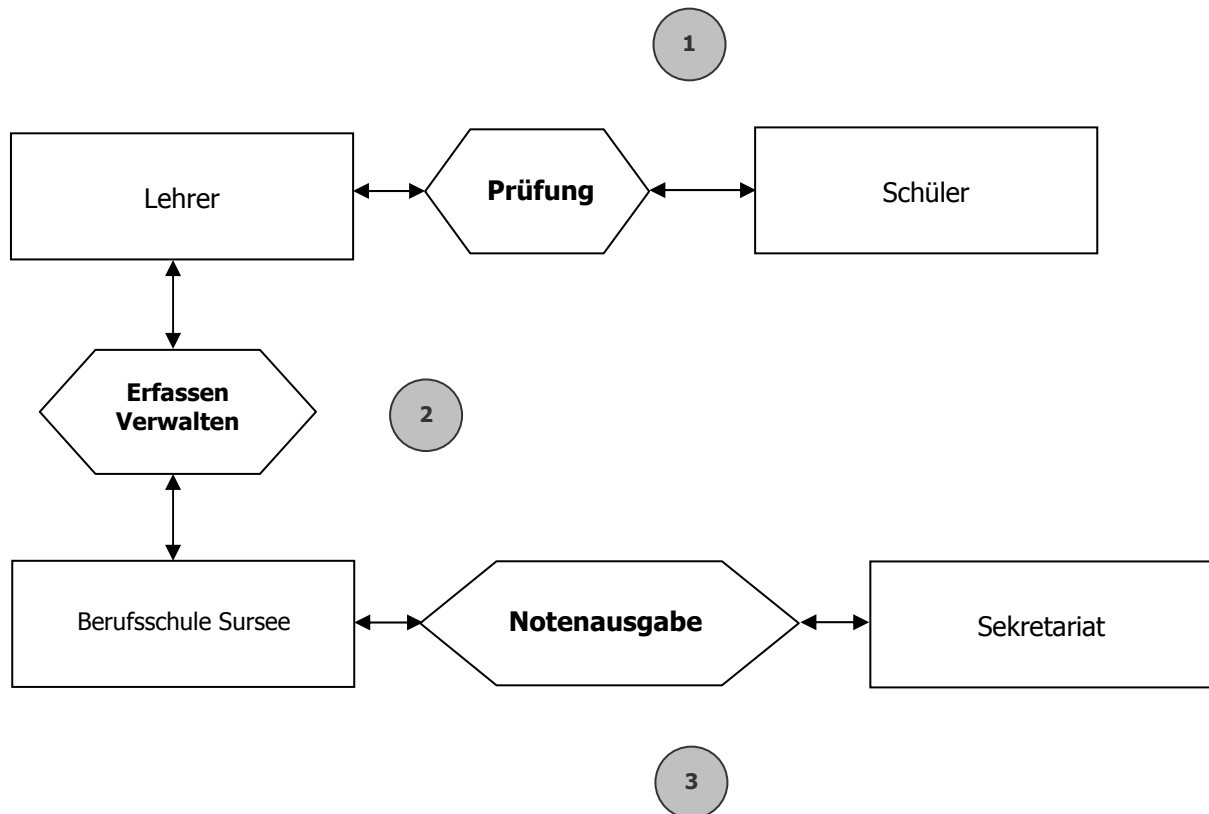 1
Lehrer
Prüfung
Schüler
Erfassen
Verwalten
2
Berufsschule Sursee
Notenausgabe
Sekretariat
3